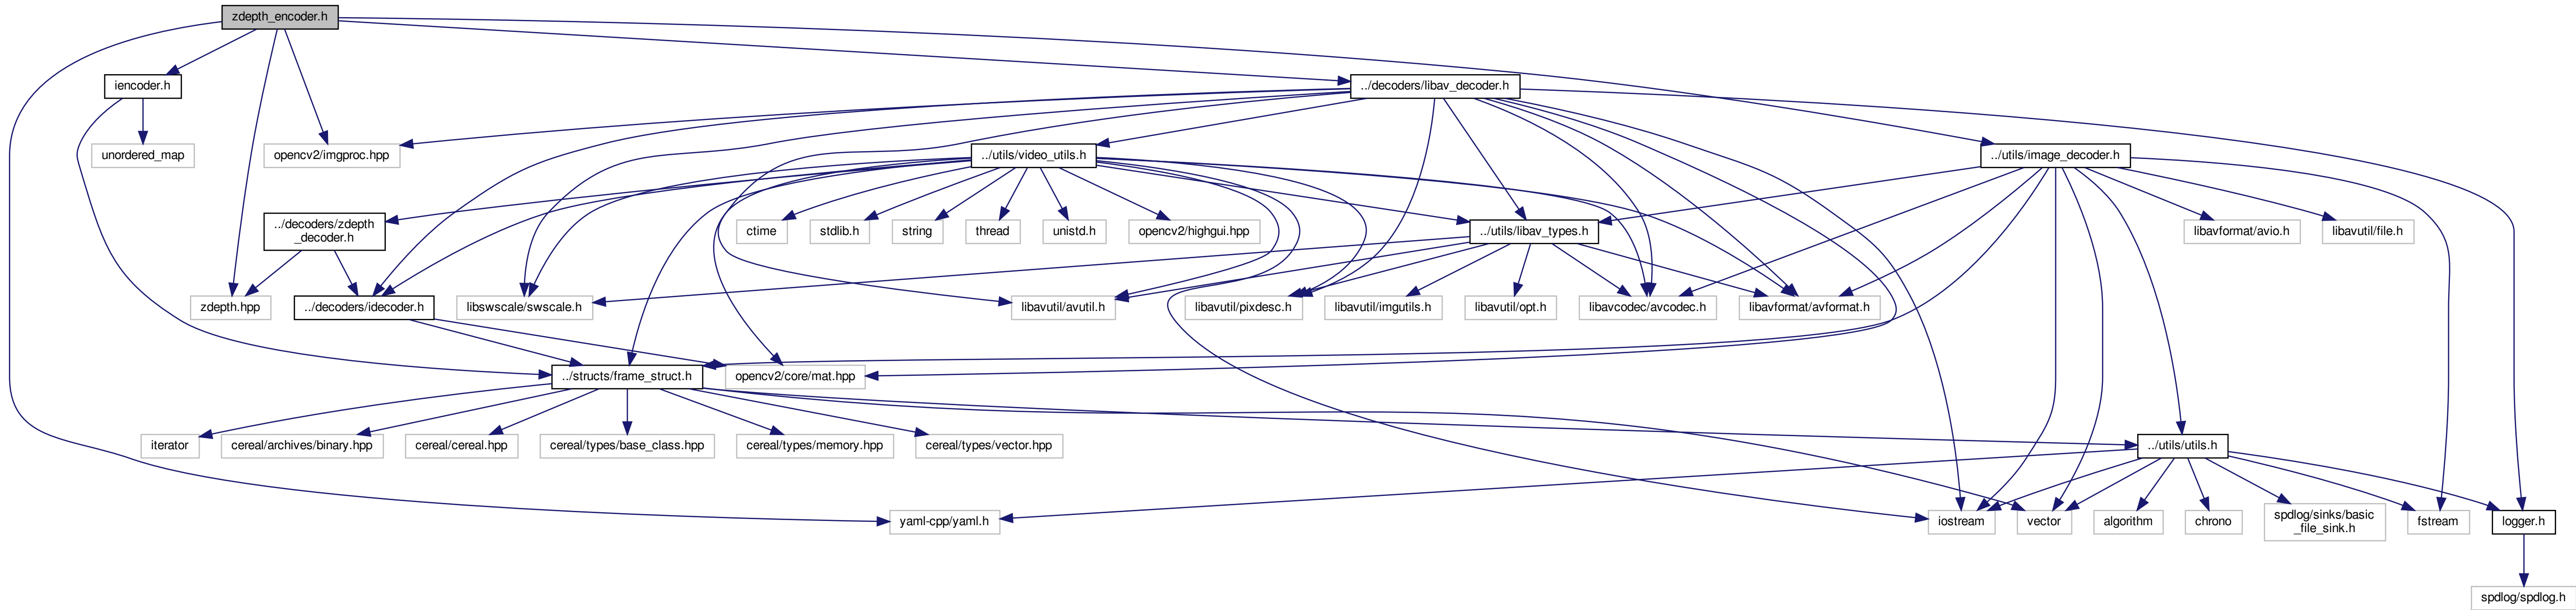 zdepth_encoder.h
iencoder.h
../decoders/libav_decoder.h
unordered_map
opencv2/imgproc.hpp
../utils/video_utils.h
../utils/image_decoder.h
../decoders/zdepth
_decoder.h
ctime
stdlib.h
string
thread
unistd.h
opencv2/highgui.hpp
../utils/libav_types.h
libavformat/avio.h
libavutil/file.h
zdepth.hpp
../decoders/idecoder.h
libswscale/swscale.h
libavutil/avutil.h
libavutil/pixdesc.h
libavutil/imgutils.h
libavutil/opt.h
libavcodec/avcodec.h
libavformat/avformat.h
../structs/frame_struct.h
opencv2/core/mat.hpp
iterator
cereal/archives/binary.hpp
cereal/cereal.hpp
cereal/types/base_class.hpp
cereal/types/memory.hpp
cereal/types/vector.hpp
../utils/utils.h
yaml-cpp/yaml.h
iostream
vector
algorithm
chrono
spdlog/sinks/basic
_file_sink.h
fstream
logger.h
spdlog/spdlog.h